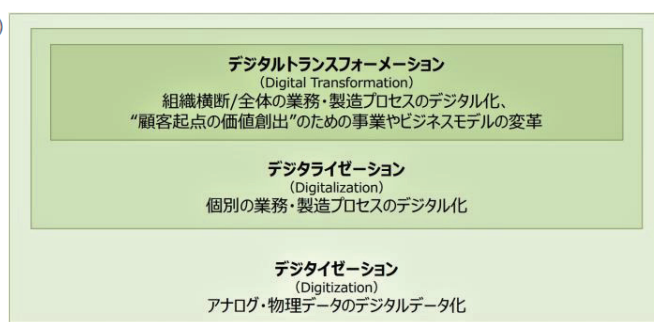 )
デジタルトランスフォーメーション
(Digital Transformation)
組織横断/全体の業務・製造プロセスのデジタル化、
“顧客起点の価値創出”のための事業やビジネスモデルの変革
デジタライゼーション
(Digitalization)
個別の業務・製造プロセスのデジタル化
デジタイゼーション
(Digitization)
アナログ・物理データのデジタルデータ化